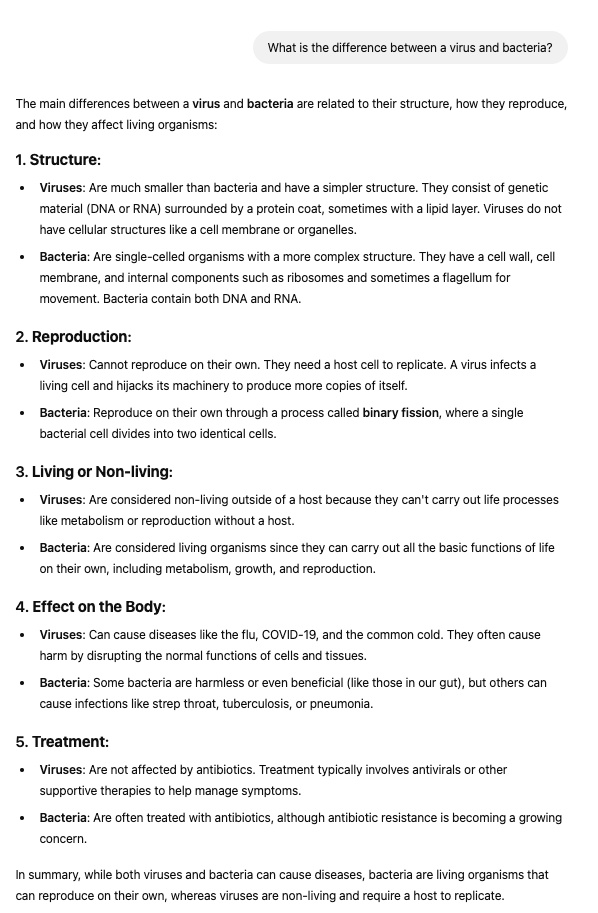 What is the difference between a virus and bacteria?
The main differences between a virus and bacteria are related to their structure, how they reproduce,
and how they affect living organisms:
1. Structure:
• Viruses: Are much smaller than bacteria and have a simpler structure. They consist of genetic
material (DNA or RNA) surrounded by a protein coat, sometimes with a lipid layer. Viruses do not
have cellular structures like a cell membrane or organelles.
• Bacteria: Are single-celled organisms with a more complex structure. They have a cell wall, cell
membrane, and internal components such as ribosomes and sometimes a flagellum for
movement. Bacteria contain both DNA and RNA.
2. Reproduction:
• Viruses: Cannot reproduce on their own. They need a host cell to replicate. A virus infects a
living cell and hijacks its machinery to produce more copies of itself.
• Bacteria: Reproduce on their own through a process called binary fission, where a single
bacterial cell divides into two identical cells.
3. Living or Non-living:
• Viruses: Are considered non-living outside of a host because they can't carry out life processes
like metabolism or reproduction without a host.
• Bacteria: Are considered living organisms since they can carry out all the basic functions of life
on their own, including metabolism, growth, and reproduction.
4. Effect on the Body:
• Viruses: Can cause diseases like the flu, COVID-19, and the common cold. They often cause
harm by disrupting the normal functions of cells and tissues.
• Bacteria: Some bacteria are harmless or even beneficial (like those in our gut), but others can
cause infections like strep throat, tuberculosis, or pneumonia.
5. Treatment:
• Viruses: Are not affected by antibiotics. Treatment typically involves antivirals or other
supportive therapies to help manage symptoms.
• Bacteria: Are often treated with antibiotics, although antibiotic resistance is becoming a growing
concern.
In summary, while both viruses and bacteria can cause diseases, bacteria are living organisms that
can reproduce on their own, whereas viruses are non-living and require a host to replicate.